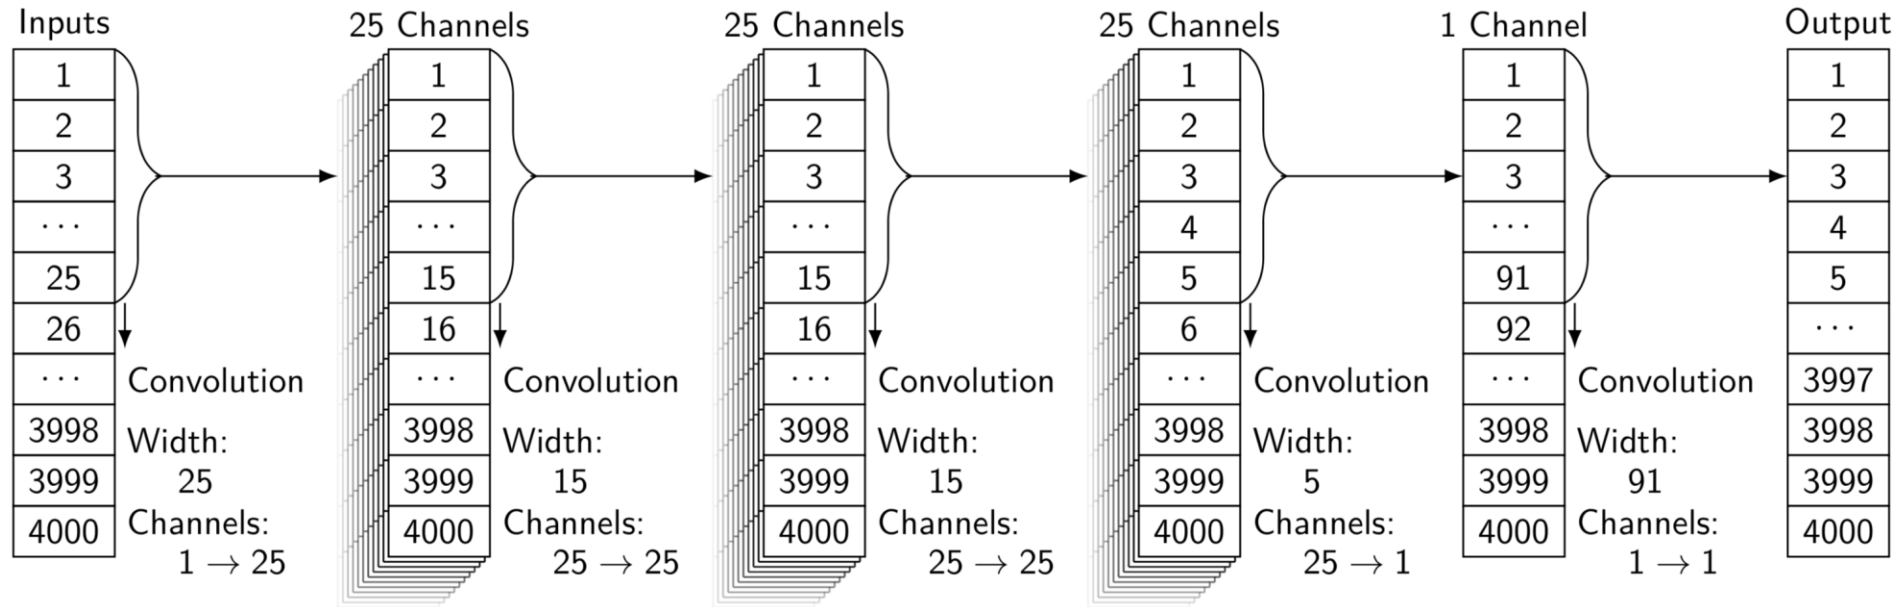 Inputs
1
2
3
···
25
26
···
3998
3999
4000
Convolution
Width:
25
Channels:
1 → 25
25 Channels
1
2
3
···
15
16
···
3998
3999
4000
Convolution
Width:
15
Channels:
25 → 25
25 Channels
1
2
3
···
15
16
···
3998
3999
4000
Convolution
Width:
15
Channels:
25 → 25
25 Channels
1
2
3
4
5
6
···
3998
3999
4000
Convolution
Width:
5
Channels:
25 → 1
1 Channel
1
2
3
···
91
92
···
3998
3999
4000
Convolution
Width:
91
Channels:
1 → 1
Output
1
2
3
4
5
···
3997
3998
3999
4000